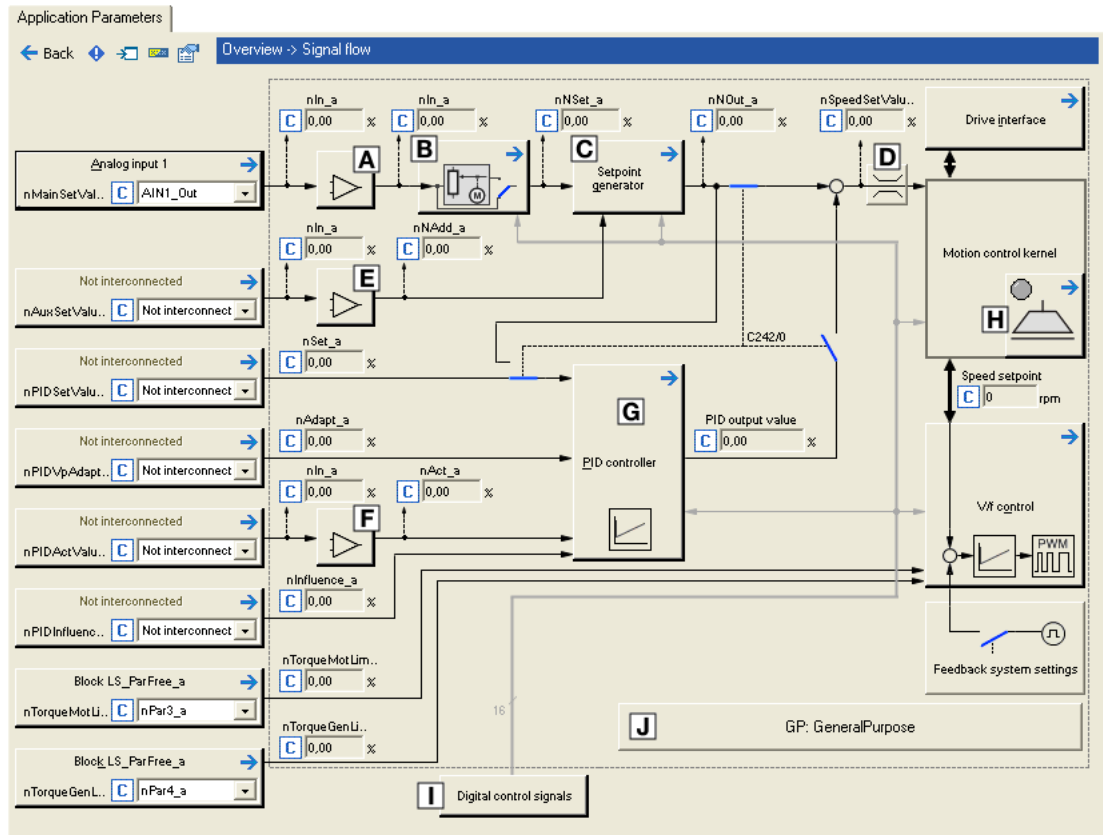 Application Parameters
Back
Overview -> Signal flow
nIn_a
C 0,00 %
nIn_a
C 0,00 %
nNSet_a
C 0,00 %
nNOut_a
C 0,00 %
nSpeedSetValu..
C 0,00 %
Drive interface
Analog input 1
nMainSetVal.. C AIN1_Out
A
B
M
C
Setpoint generator
D
nIn_a
C 0,00 %
nNAdd_a
C 0,00 %
Motion control kernel
Not interconnected
nAuxSetValu.. C Not interconnect
E
H
nSet_a
C 0,00 %
C242/0
Not interconnected
nPIDSetValu.. C Not interconnect
G
PID controller
Speed setpoint
C 0 rpm
nAdapt_a
C 0,00 %
PID output value
C 0,00 %
Not interconnected
nPIDVpAdapt.. C Not interconnect
nIn_a
C 0,00 %
nAct_a
C 0,00 %
V/f control
PWM
Not interconnected
nPIDActValu.. C Not interconnect
F
nInfluence_a
C 0,00 %
Not interconnected
nPIDInfluenc.. C Not interconnect
Feedback system settings
nTorqueMotLim..
C 0,00 %
Block LS_ParFree_a
nTorqueMotLi.. C nPar3_a
16
nTorqueGenLi..
C 0,00 %
J GP: GeneralPurpose
Block LS_ParFree_a
nTorqueGenL.. C nPar4_a
I Digital control signals